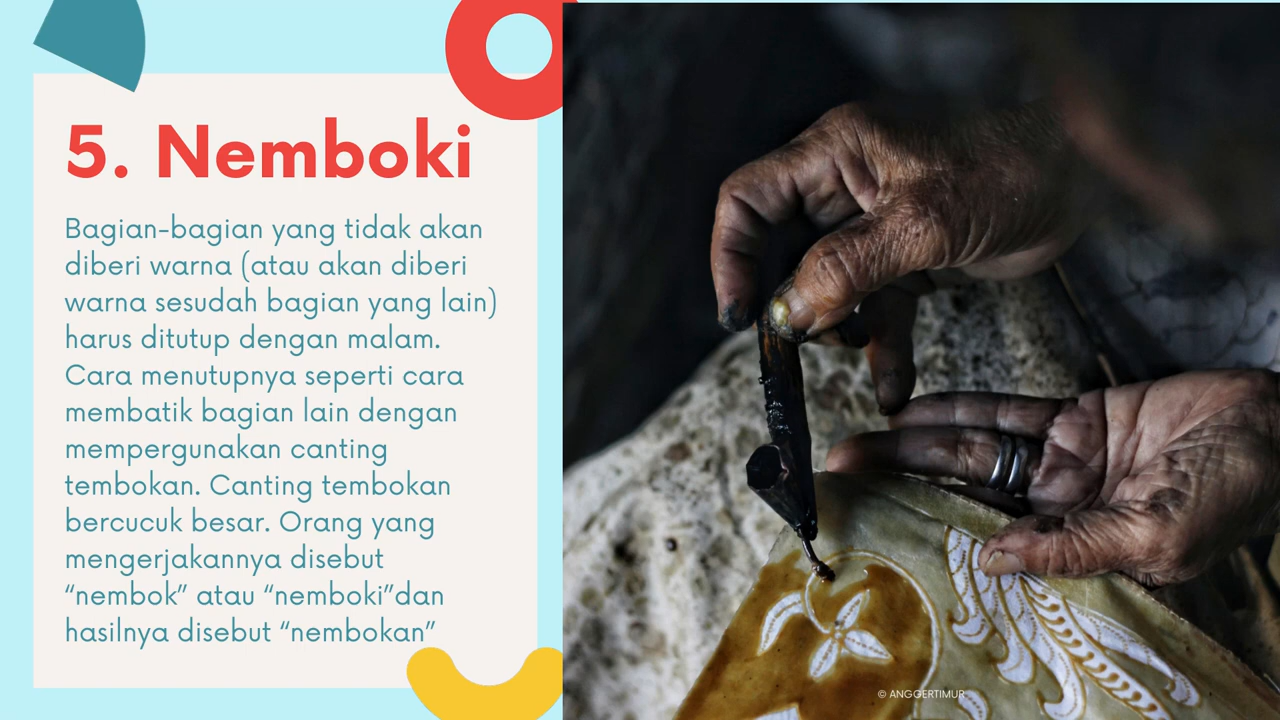 5. Nemboki
Bagian-bagian yang tidak akan
diberi warna (atau akan diberi
warna sesudah bagian yang lain)
harus ditutup dengan malam.
Cara menutupnya seperti cara
membatik bagian lain dengan
mempergunakan canting
tembokan. Canting tembokan
bercucuk besar. Orang yang
mengerjakannya disebut
“nembok” atau “nemboki”dan
hasilnya disebut “nembokan”
© ANGGERTIMUR